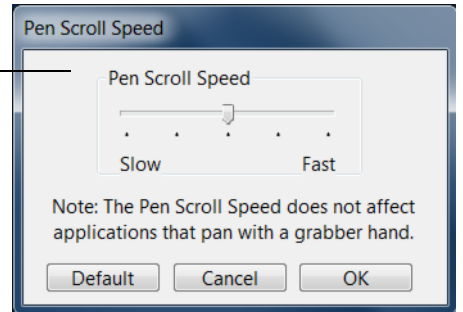 Pen Scroll Speed
Pen Scroll Speed
Slow Fast
Note: The Pen Scroll Speed does not affect
applications that pan with a grabber hand.
Default Cancel OK